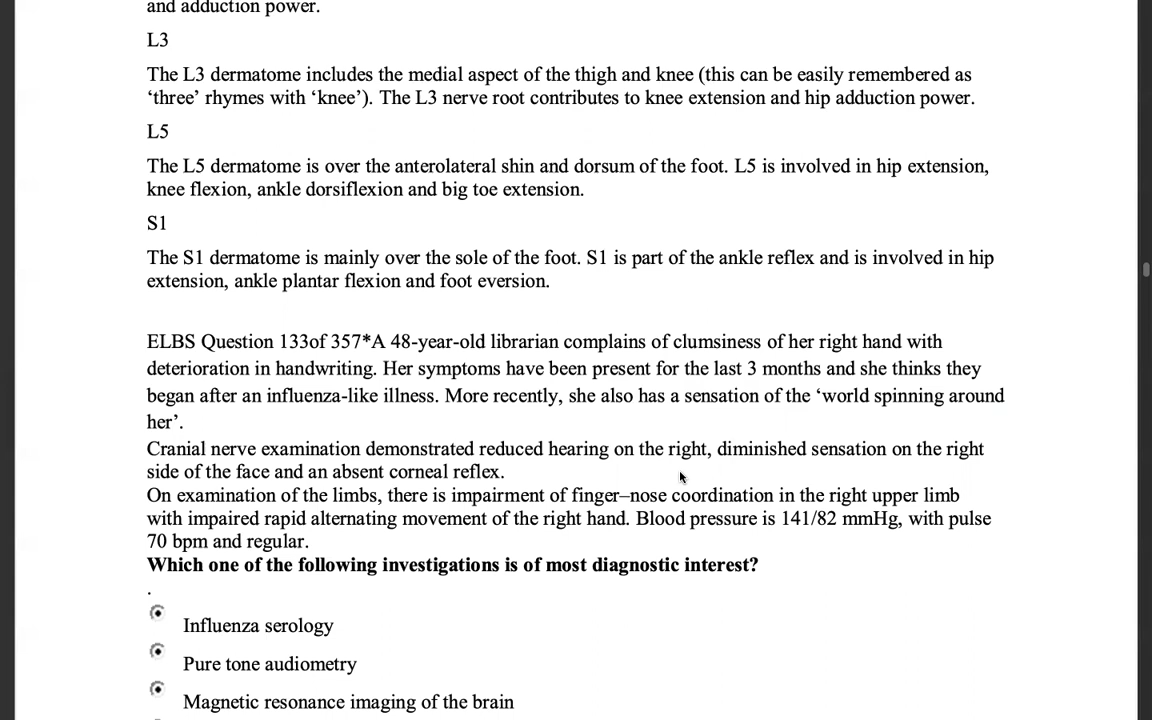 and adduction power.
L3
The L3 dermatome includes the medial aspect of the thigh and knee (this can be easily remembered as
‘three’ rhymes with ‘knee’). The L3 nerve root contributes to knee extension and hip adduction power.
L5
The L5 dermatome is over the anterolateral shin and dorsum of the foot. L5 is involved in hip extension,
knee flexion, ankle dorsiflexion and big toe extension.
S1
The S1 dermatome is mainly over the sole of the foot. S1 is part of the ankle reflex and is involved in hip
extension, ankle plantar flexion and foot eversion.
ELBS Question 133of 357*A 48-year-old librarian complains of clumsiness of her right hand with
deterioration in handwriting. Her symptoms have been present for the last 3 months and she thinks they
began after an influenza-like illness. More recently, she also has a sensation of the ‘world spinning around
her’.
Cranial nerve examination demonstrated reduced hearing on the right, diminished sensation on the right
side of the face and an absent corneal reflex.
On examination of the limbs, there is impairment of finger–nose coordination in the right upper limb
with impaired rapid alternating movement of the right hand. Blood pressure is 141/82 mmHg, with pulse
70 bpm and regular.
Which one of the following investigations is of most diagnostic interest?
.
Influenza serology
Pure tone audiometry
Magnetic resonance imaging of the brain